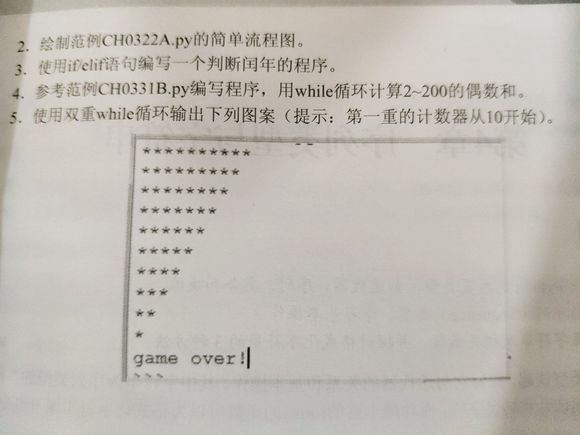 2. 绘制范例CH0322A.py的简单流程图。
3. 使用if/elif语句编写一个判断闰年的程序。
4. 参考范例CH0331B.py编写程序，用while循环计算2~200的偶数和。
5. 使用双重while循环输出下列图案（提示：第一重的计数器从10开始）。
**********
*********
********
*******
******
*****
****
***
**
*
game over!
>>>